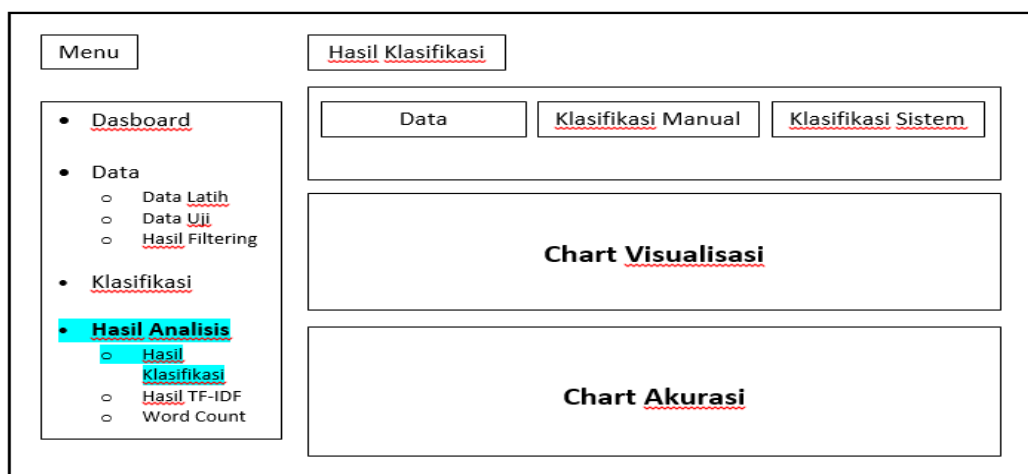 Menu
Hasil Klasifikasi
• Dasboard
• Data
o Data Latih
o Data Uji
o Hasil Filtering
• Klasifikasi
• Hasil Analisis
o Hasil
Klasifikasi
o Hasil TF-IDF
o Word Count
Data
Klasifikasi Manual
Klasifikasi Sistem
Chart Visualisasi
Chart Akurasi